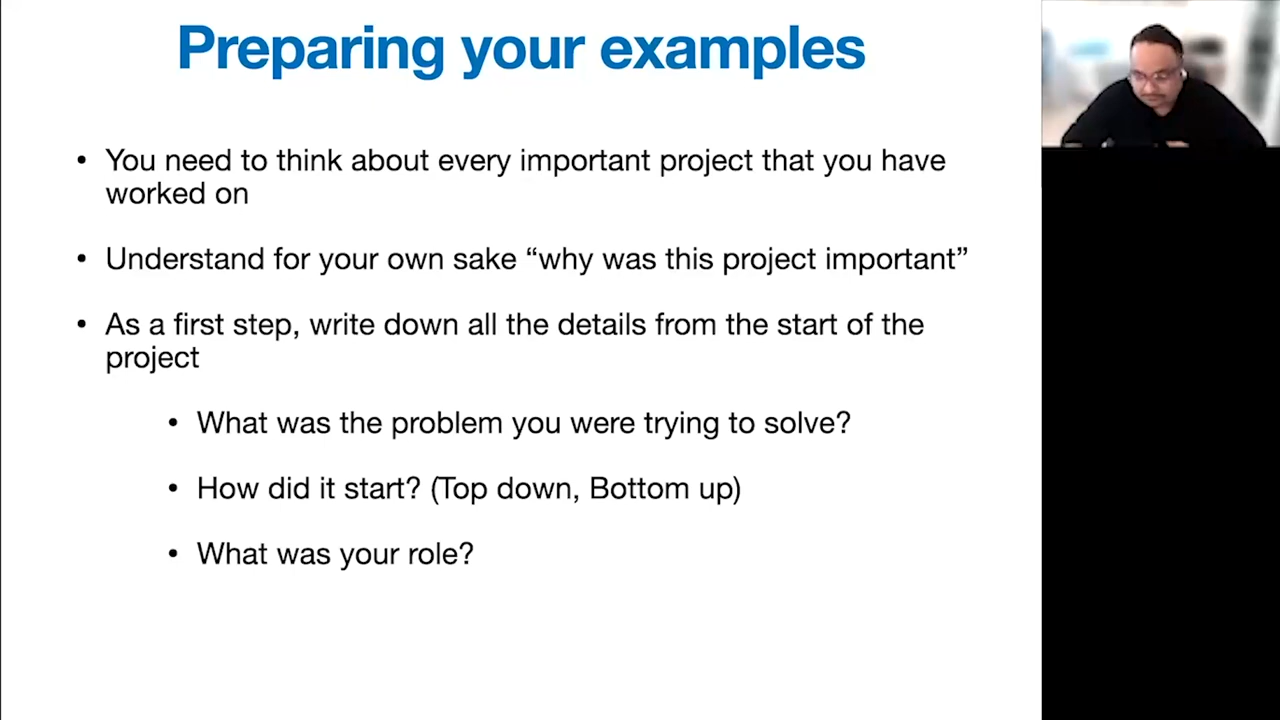 Preparing your examples
• You need to think about every important project that you have
worked on
• Understand for your own sake “why was this project important”
• As a first step, write down all the details from the start of the
project
• What was the problem you were trying to solve?
• How did it start? (Top down, Bottom up)
• What was your role?